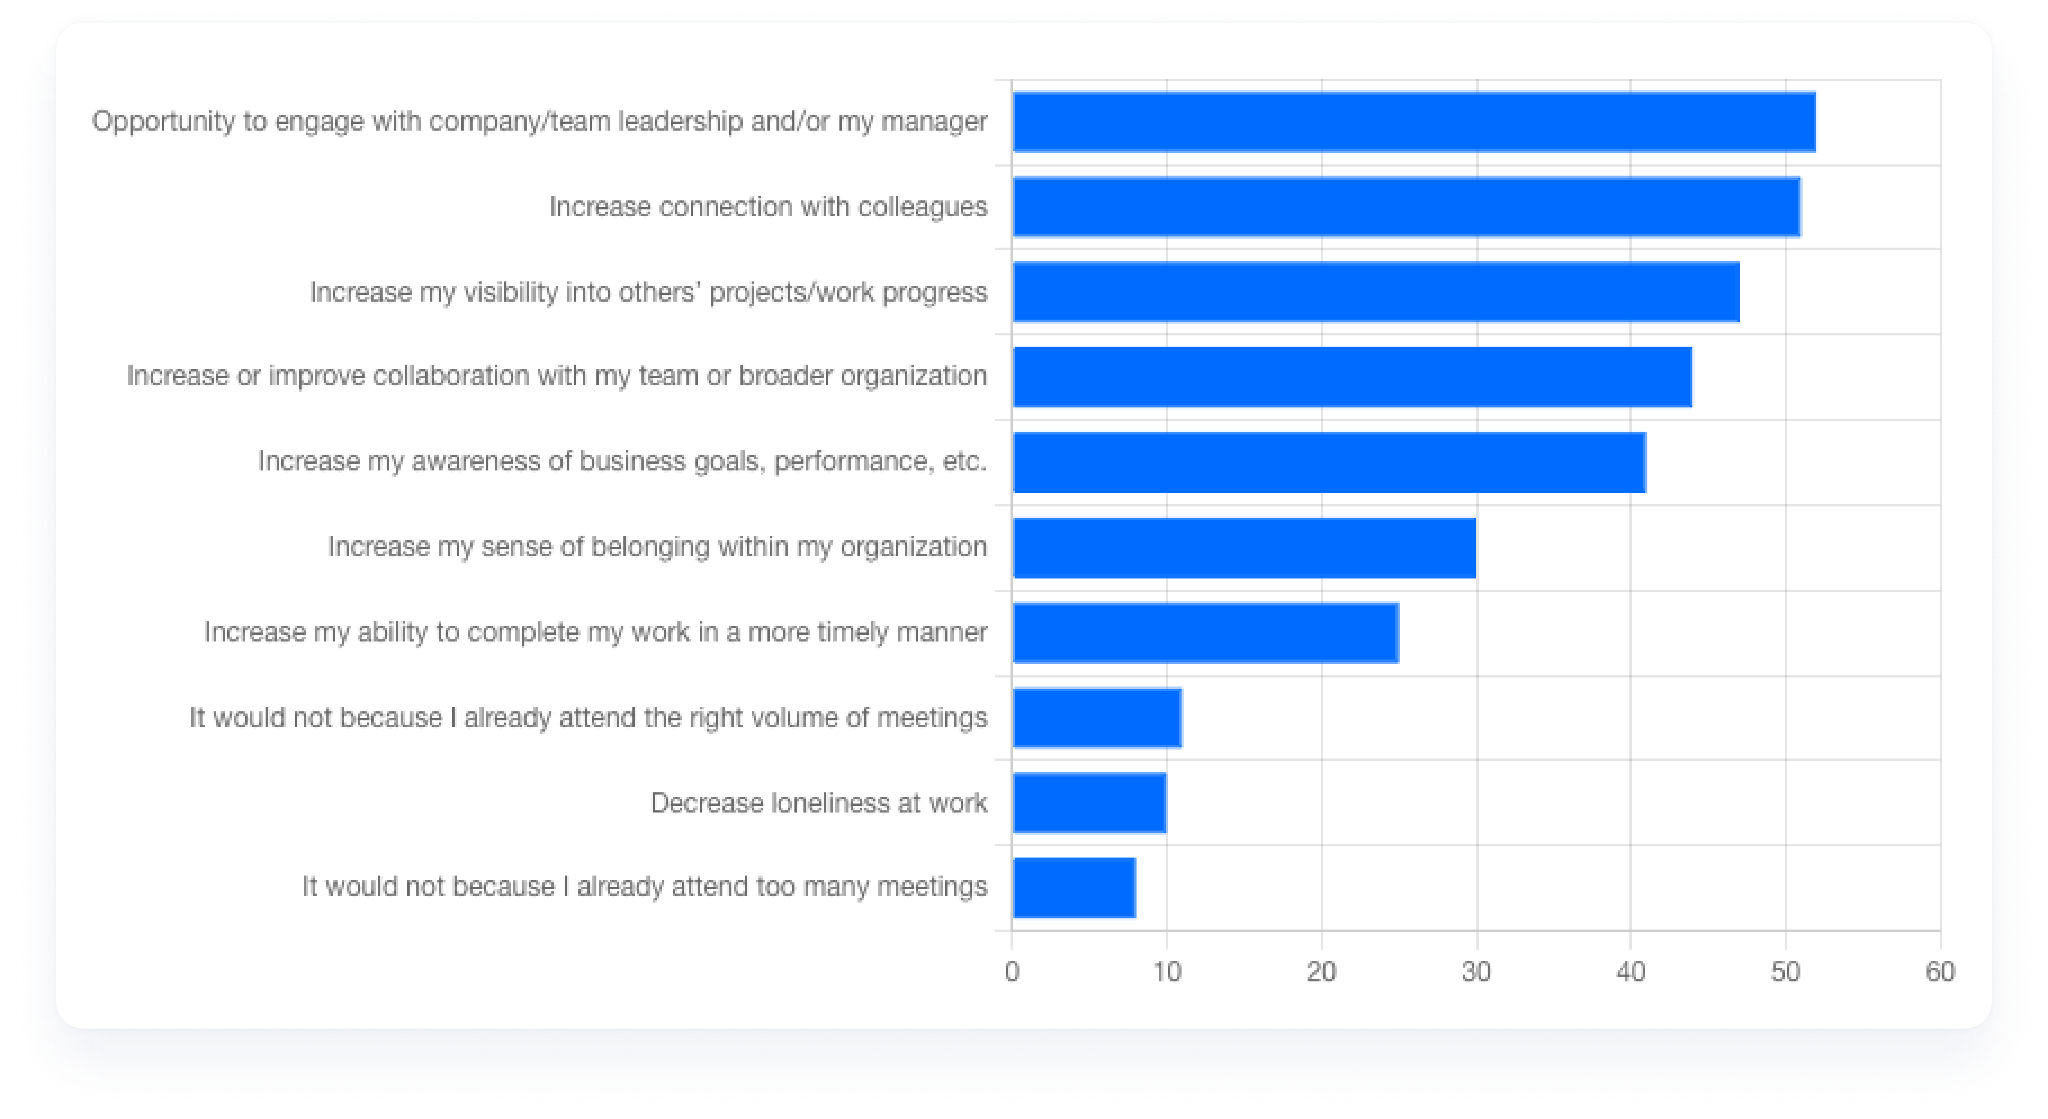 Opportunity to engage with company/team leadership and/or my manager
Increase connection with colleagues
Increase my visibility into others' projects/work progress
Increase or improve collaboration with my team or broader organization
Increase my awareness of business goals, performance, etc.
Increase my sense of belonging within my organization
Increase my ability to complete my work in a more timely manner
It would not because I already attend the right volume of meetings
Decrease loneliness at work
It would not because I already attend too many meetings
0 10 20 30 40 50 60